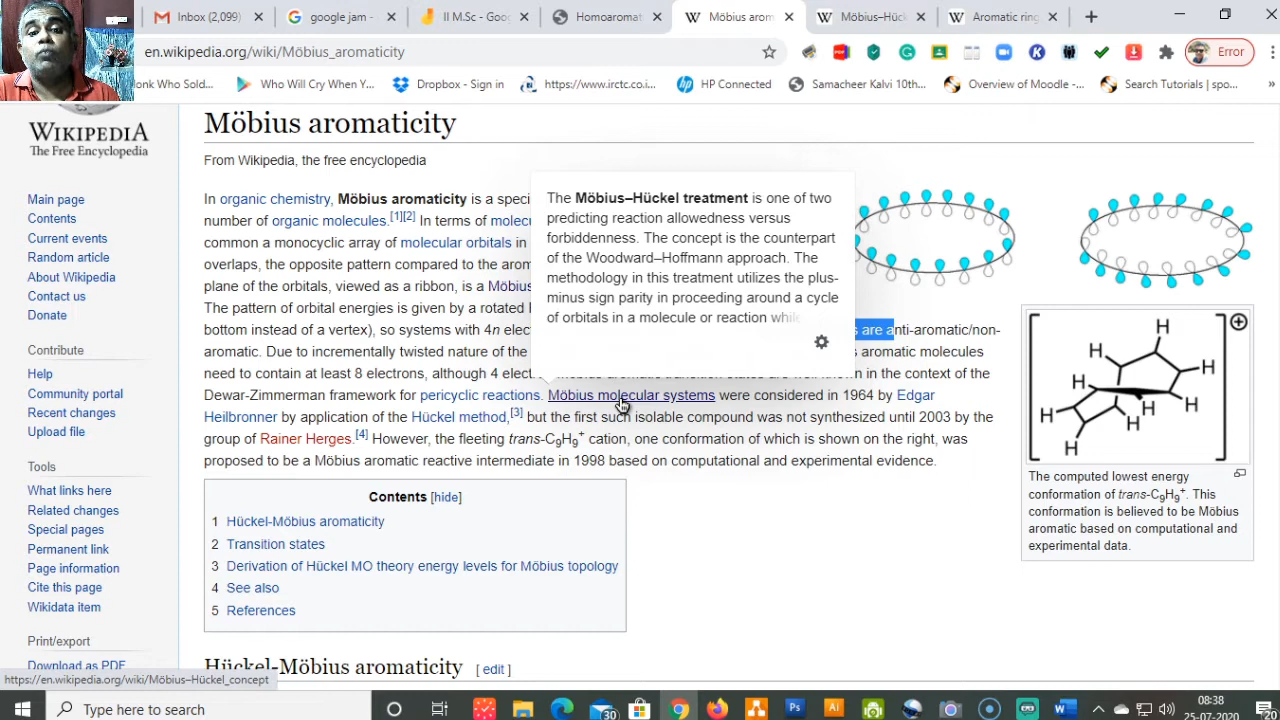 Inbox (2,099)
google jam -
II M.Sc - Google C
Homoaromat
Möbius arom
Möbius–Hück
Aromatic ring
en.wikipedia.org/wiki/Möbius_aromaticity
Error
onk Who Sold...
Who Will Cry When Y...
Dropbox - Sign in
https://www.irctc.co.i...
HP Connected
Samacheer Kalvi 10th...
Overview of Moodle -...
Search Tutorials | spo...
WIKIPEDIA
The Free Encyclopedia
Main page
Contents
Current events
Random article
About Wikipedia
Contact us
Donate
Contribute
Help
Community portal
Recent changes
Upload file
Tools
What links here
Related changes
Special pages
Permanent link
Page information
Cite this page
Wikidata item
Print/export
Download as PDF
Möbius aromaticity
From Wikipedia, the free encyclopedia
In organic chemistry, Möbius aromaticity is a speci
number of organic molecules.[1][2] In terms of molec
common a monocyclic array of molecular orbitals in
overlaps, the opposite pattern compared to the arom
plane of the orbitals, viewed as a ribbon, is a Möbius
The pattern of orbital energies is given by a rotated
bottom instead of a vertex), so systems with 4n elect s are anti-aromatic/non-
aromatic. Due to incrementally twisted nature of the aromatic molecules
need to contain at least 8 electrons, although 4 electr in the context of the
Dewar-Zimmerman framework for pericyclic reactions. Möbius molecular systems were considered in 1964 by Edgar
Heilbronner by application of the Hückel method,[3] but the first such isolable compound was not synthesized until 2003 by the
group of Rainer Herges.[4] However, the fleeting trans-C9H9+ cation, one conformation of which is shown on the right, was
proposed to be a Möbius aromatic reactive intermediate in 1998 based on computational and experimental evidence.
The Möbius–Hückel treatment is one of two
predicting reaction allowedness versus
forbiddenness. The concept is the counterpart
of the Woodward–Hoffmann approach. The
methodology in this treatment utilizes the plus-
minus sign parity in proceeding around a cycle
of orbitals in a molecule or reaction while
H
H
H
H
H
H
H
H
H
The computed lowest energy
conformation of trans-C9H9+. This
conformation is believed to be Möbius
aromatic based on computational and
experimental data.
Contents [hide]
1 Hückel-Möbius aromaticity
2 Transition states
3 Derivation of Hückel MO theory energy levels for Möbius topology
4 See also
5 References
Hückel-Möbius aromaticity [ edit ]
https://en.wikipedia.org/wiki/Möbius–Hückel_concept
Type here to search
30
08:38
25-07-2020
20